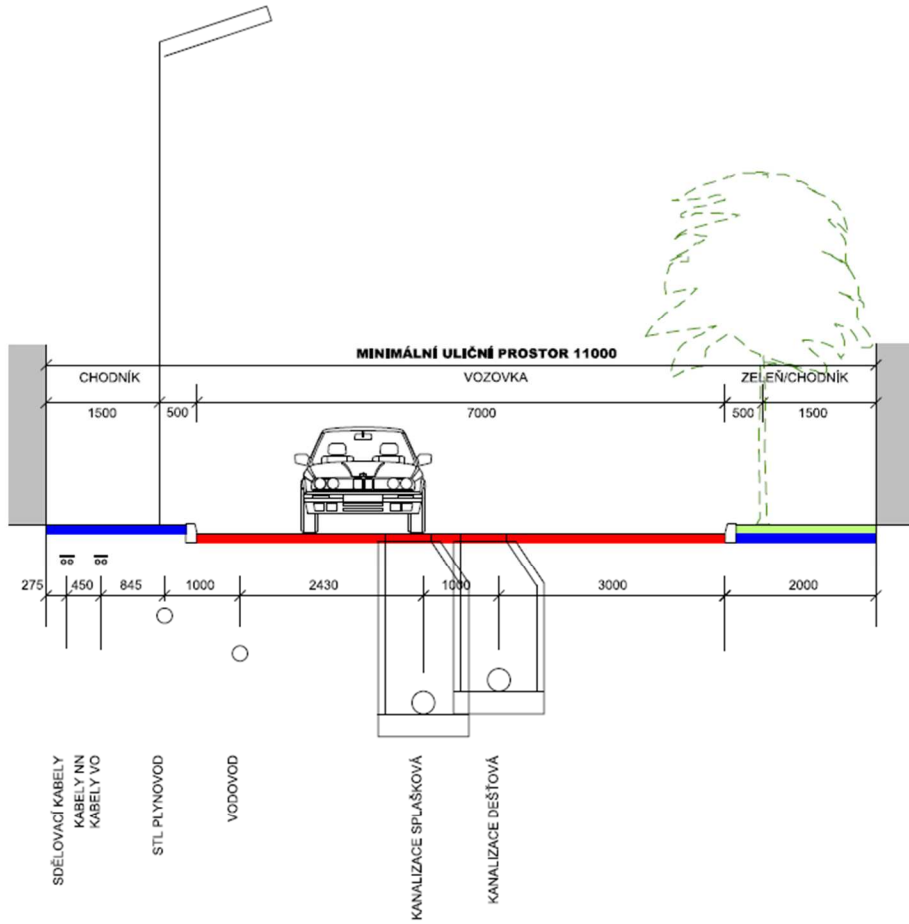 MINIMÁLNÍ ULIČNÍ PROSTOR 11000
CHODNÍK VOZOVKA ZELEŇ/CHODNÍK
1500 500 7000 500 1500
275 450 845 1000 2430 1000 3000 2000
SDĚLOVACÍ KABELY
KABELY NN
KABELY VO
STL PLYNOVOD
VODOVOD
KANALIZACE SPLAŠKOVÁ
KANALIZACE DEŠŤOVÁ